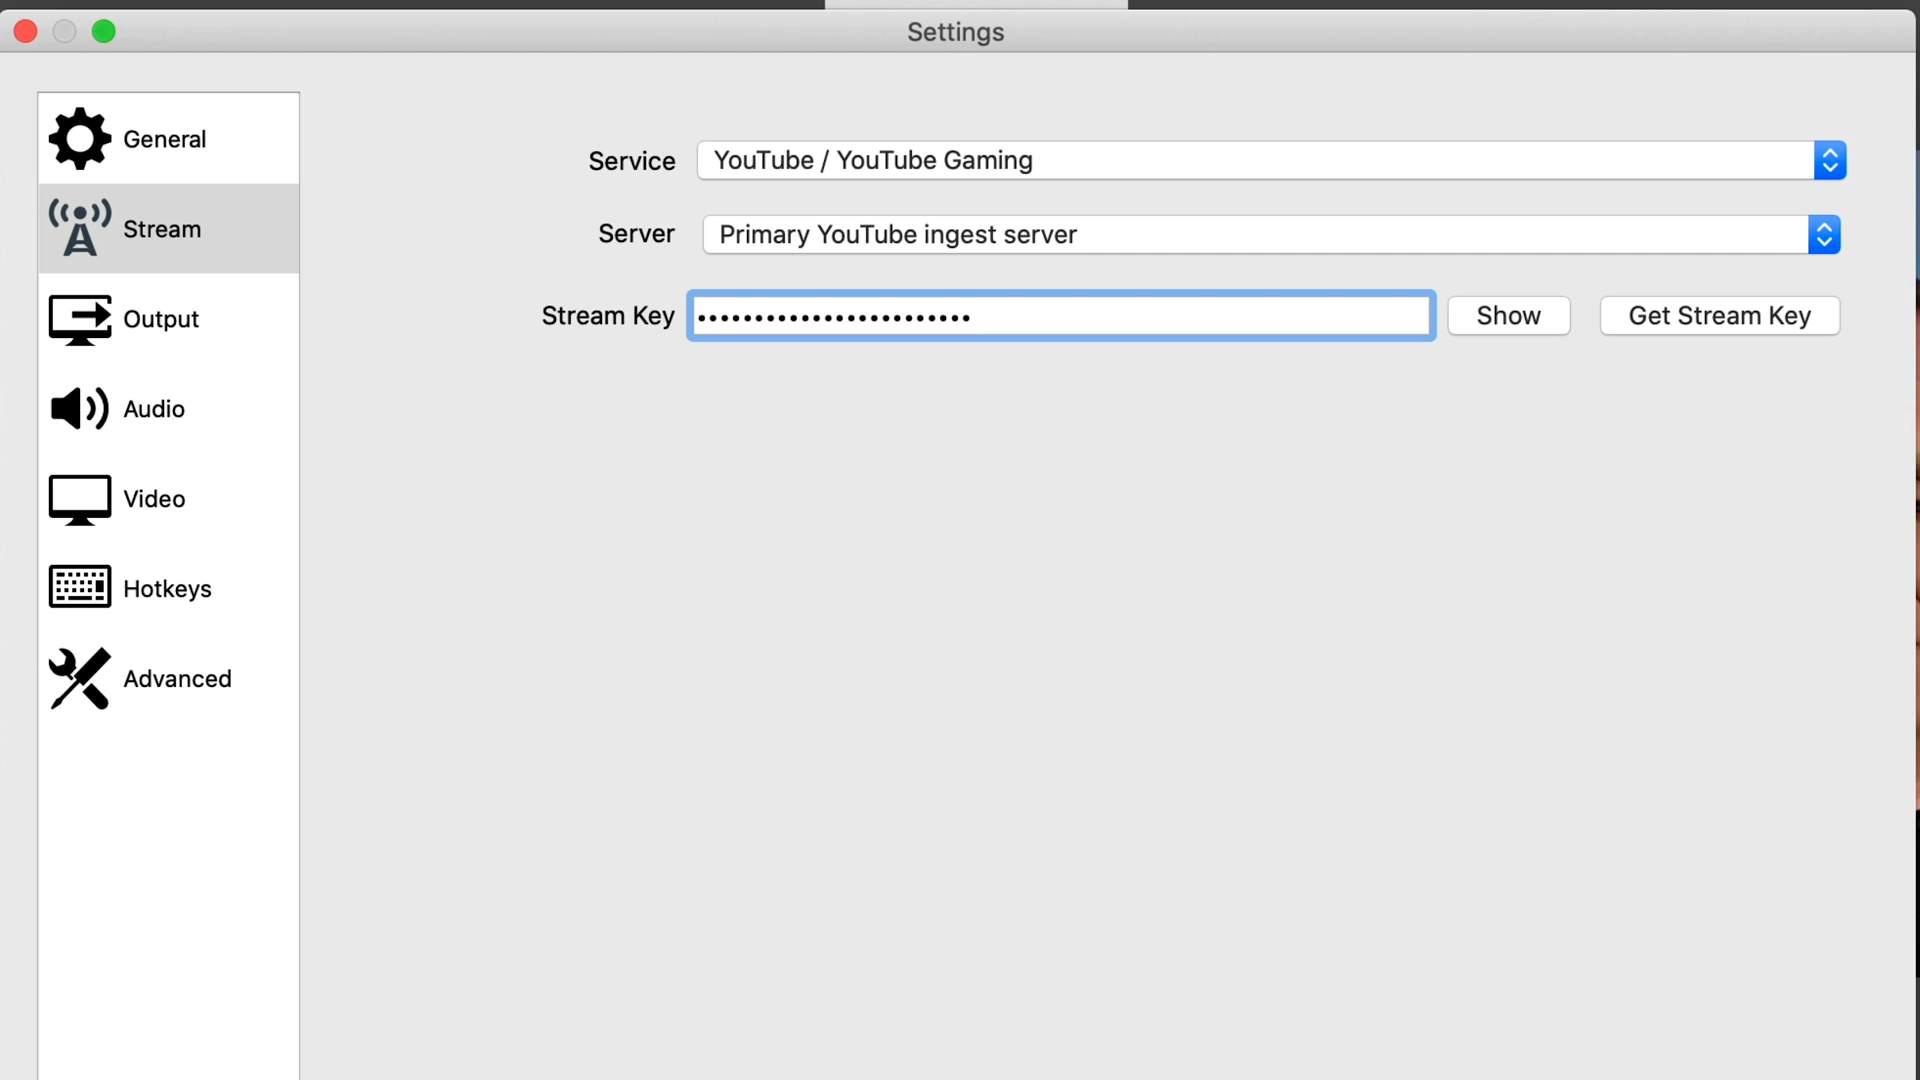 Settings
General
Stream
Output
Audio
Video
Hotkeys
Advanced
Service YouTube / YouTube Gaming
Server Primary YouTube ingest server
Stream Key •••••••••••••••••••••••• Show Get Stream Key